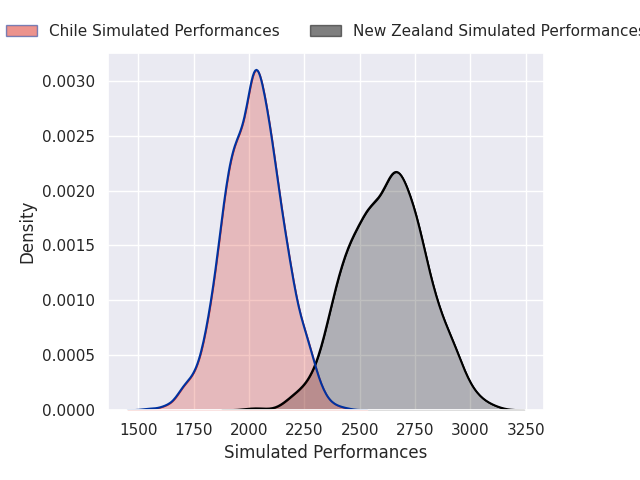 Chile Simulated Performances
New Zealand Simulated Performances
0.0030
0.0025
0.0020
0.0015
0.0010
0.0005
0.0000
Density
1500 1750 2000 2250 2500 2750 3000 3250
Simulated Performances